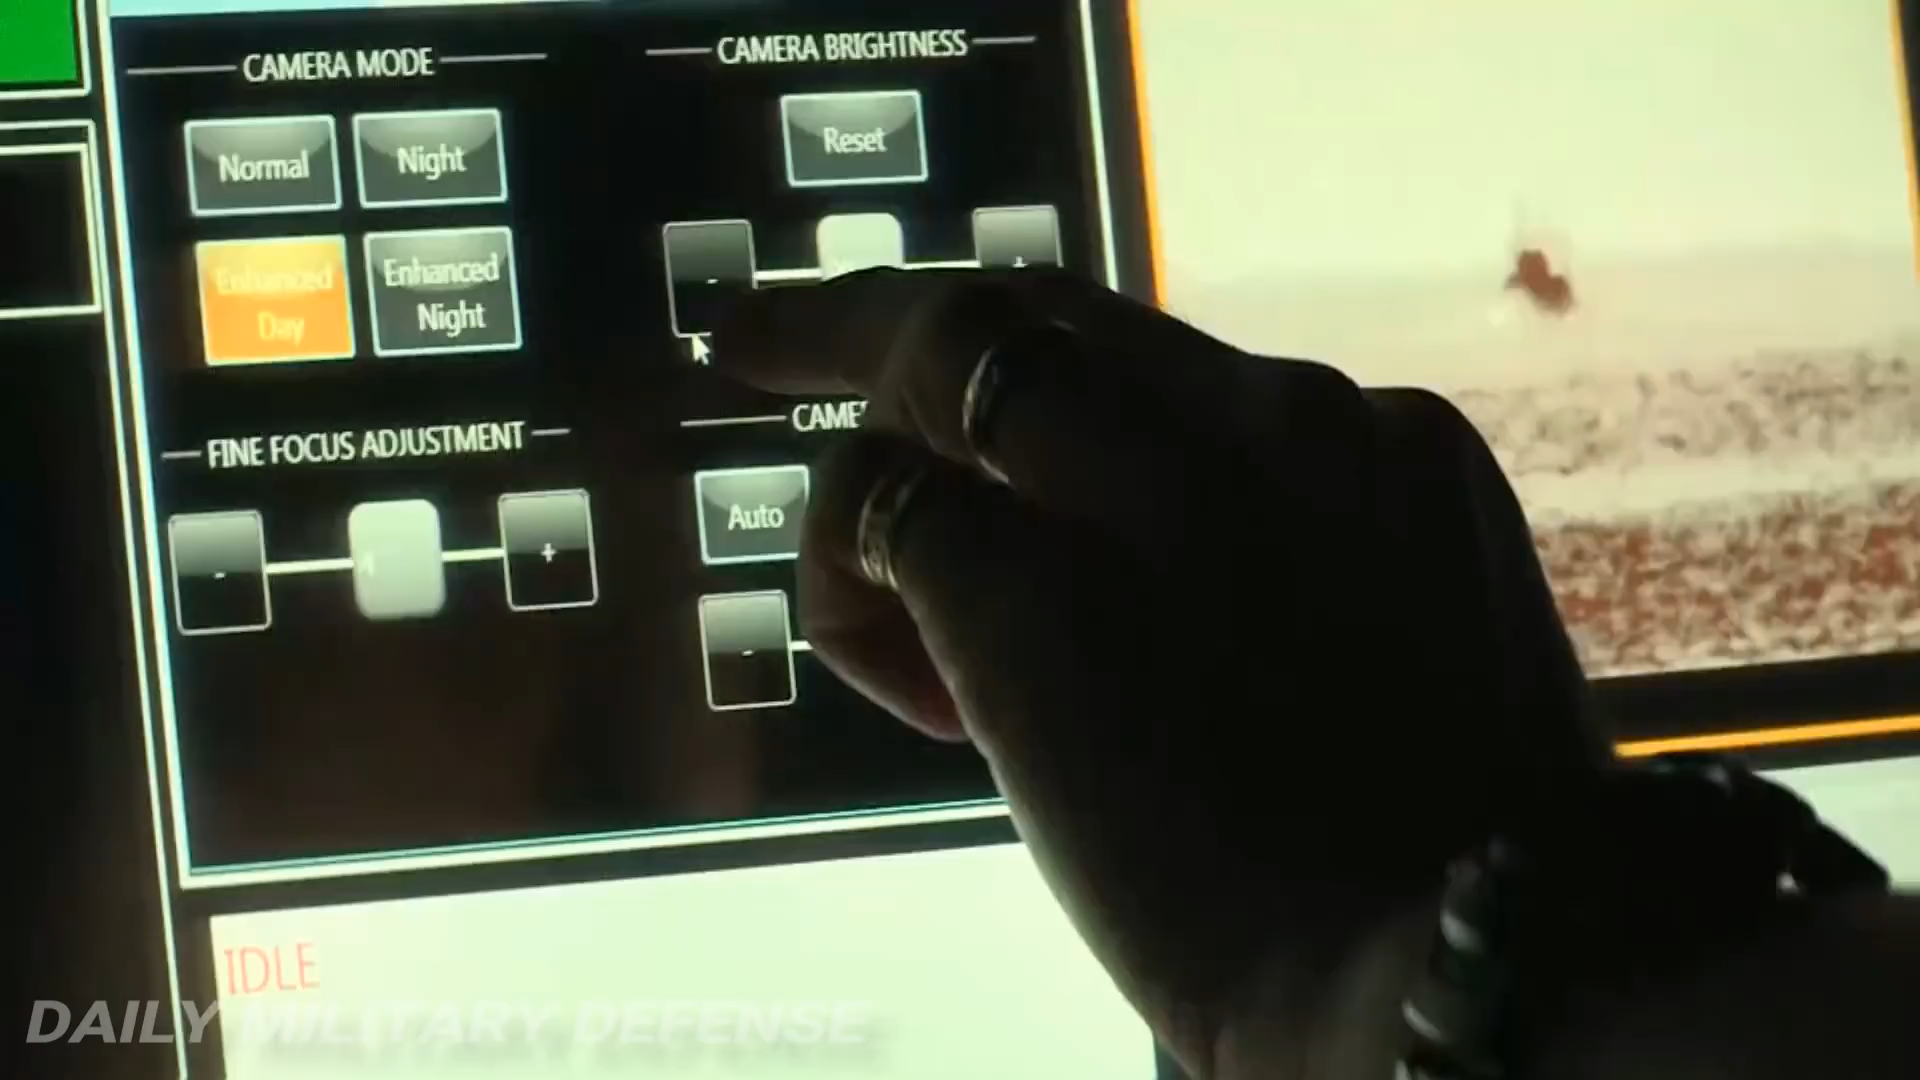 CAMERA MODE
CAMERA BRIGHTNESS
Normal
Night
Reset
Enhanced
Day
Enhanced
Night
-
+
FINE FOCUS ADJUSTMENT
-
+
Auto
-
IDLE
DAILY MILITARY DEFENSE